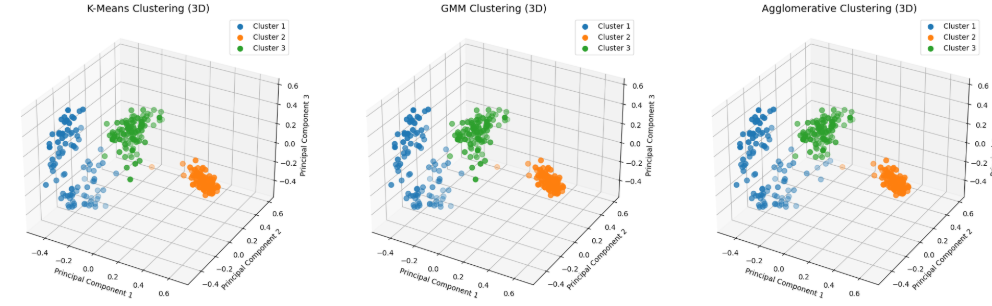 K-Means Clustering (3D)
Cluster 1
Cluster 2
Cluster 3
0.6
0.4
0.2
0.0
−0.2
−0.4
Principal Component 3
−0.4
−0.2
0.0
0.2
0.4
0.6
Principal Component 1
−0.4
−0.2
0.0
0.2
0.4
0.6
Principal Component 2
GMM Clustering (3D)
Cluster 1
Cluster 2
Cluster 3
0.6
0.4
0.2
0.0
−0.2
−0.4
Principal Component 3
−0.4
−0.2
0.0
0.2
0.4
0.6
Principal Component 1
−0.4
−0.2
0.0
0.2
0.4
0.6
Principal Component 2
Agglomerative Clustering (3D)
Cluster 1
Cluster 2
Cluster 3
0.6
0.4
0.2
0.0
−0.2
−0.4
−0.4
−0.2
0.0
0.2
0.4
0.6
Principal Component 1
−0.4
−0.2
0.0
0.2
0.4
0.6
Principal Component 2